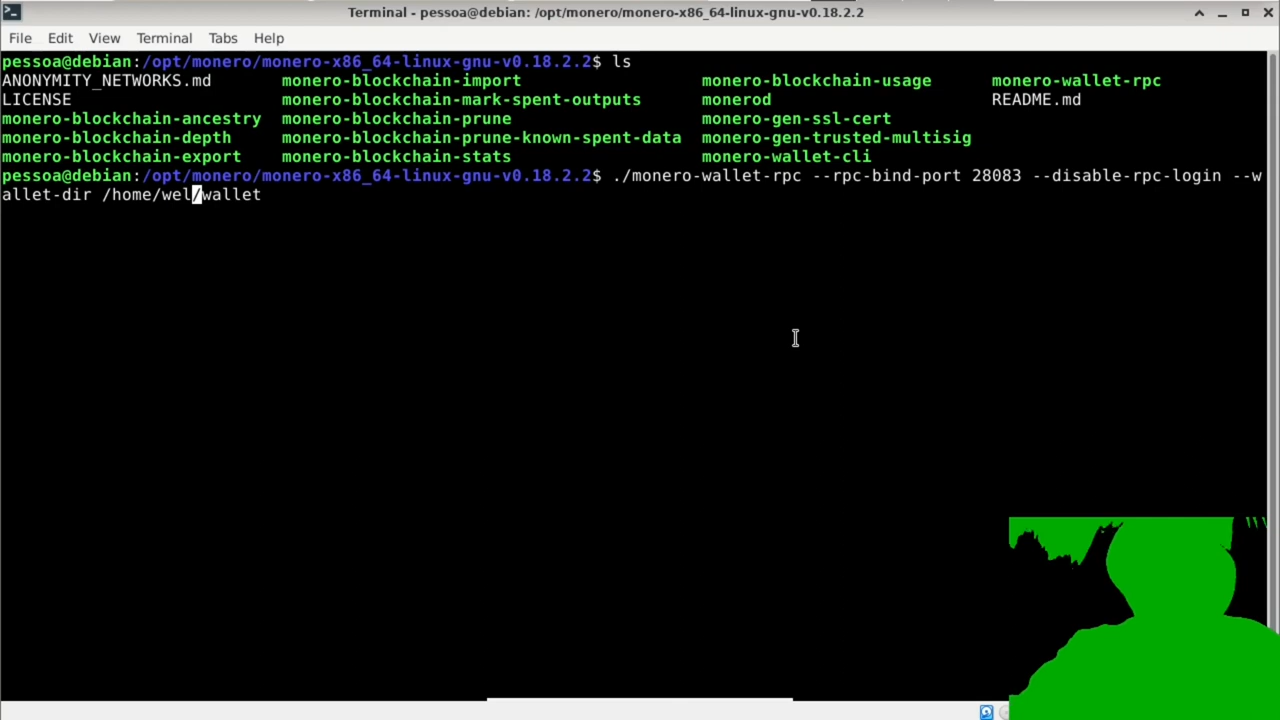 Terminal - pessoa@debian: /opt/monero/monero-x86_64-linux-gnu-v0.18.2.2
File Edit View Terminal Tabs Help
pessoa@debian:/opt/monero/monero-x86_64-linux-gnu-v0.18.2.2$ ls
ANONYMITY_NETWORKS.md monero-blockchain-import monero-blockchain-usage monero-wallet-rpc
LICENSE monero-blockchain-mark-spent-outputs monerod README.md
monero-blockchain-ancestry monero-blockchain-prune monero-gen-ssl-cert
monero-blockchain-depth monero-blockchain-prune-known-spent-data monero-gen-trusted-multisig
monero-blockchain-export monero-blockchain-stats monero-wallet-cli
pessoa@debian:/opt/monero/monero-x86_64-linux-gnu-v0.18.2.2$ ./monero-wallet-rpc --rpc-bind-port 28083 --disable-rpc-login --w
allet-dir /home/wel/wallet